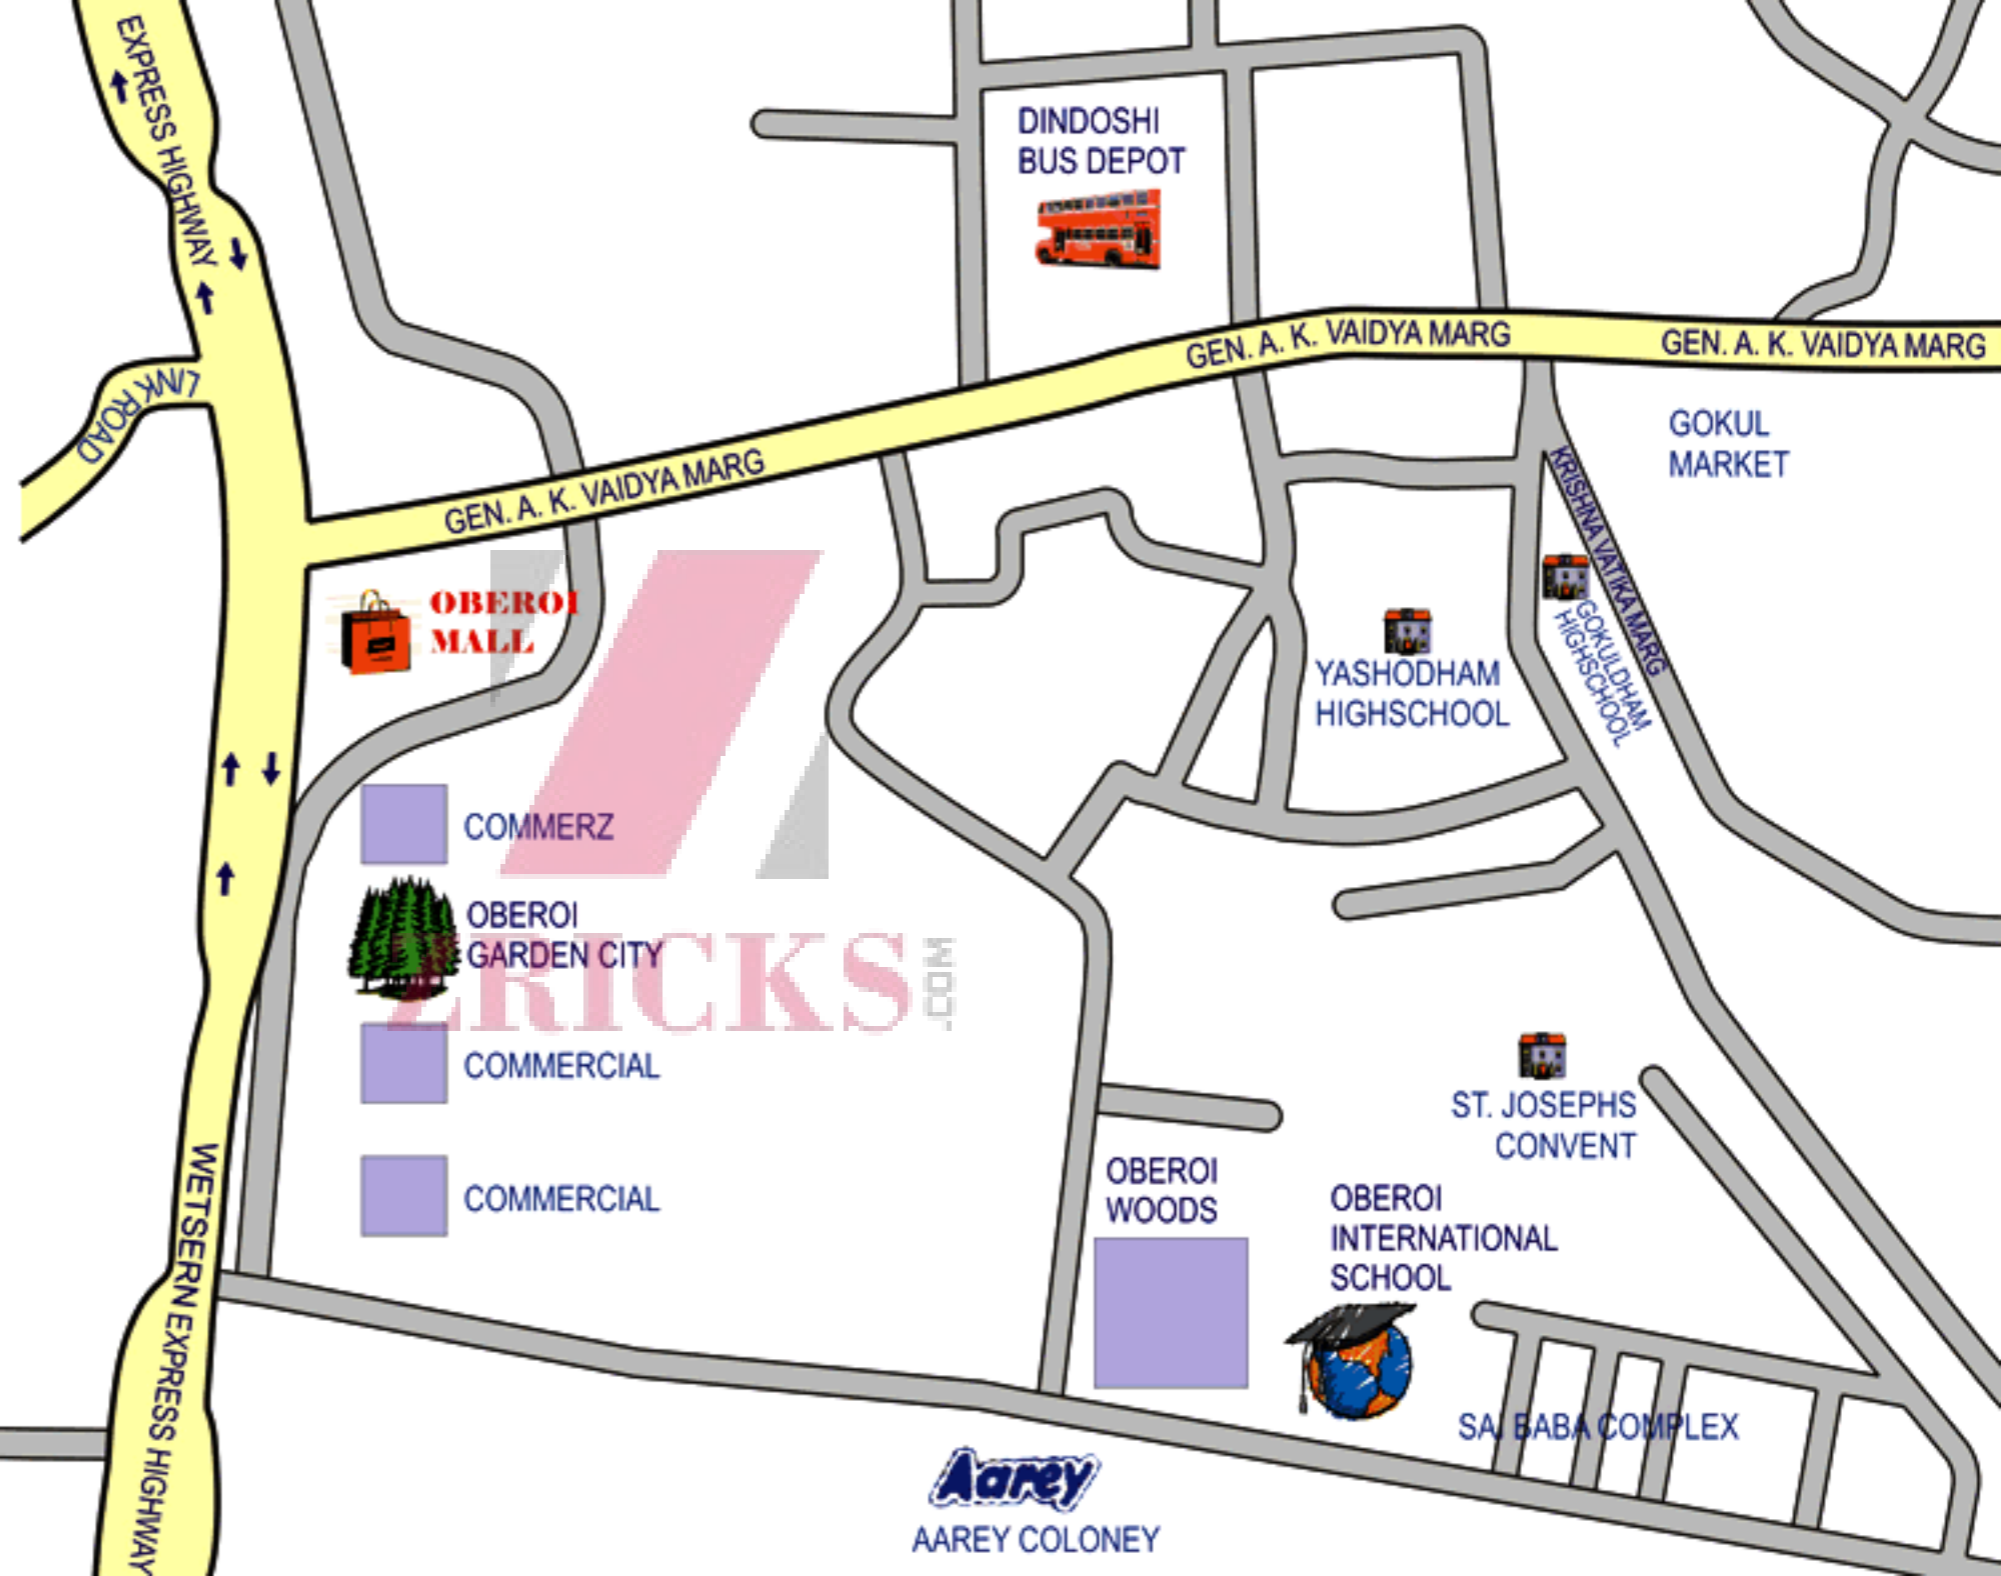 EXPRESS HIGHWAY
DINDOSHI
BUS DEPOT
GEN. A. K. VAIDYA MARG
GEN. A. K. VAIDYA MARG
LINK ROAD
GOKUL
MARKET
GEN. A. K. VAIDYA MARG
KRISHNA VATIKA MARG
OBEROI
MALL
GOKULDHAM
HIGHSCHOOL
YASHODHAM
HIGHSCHOOL
COMMERZ
OBEROI
GARDEN CITY
ZRICKS
.COM
COMMERCIAL
ST. JOSEPHS
CONVENT
OBEROI
WOODS
COMMERCIAL
OBEROI
INTERNATIONAL
SCHOOL
WETSERN EXPRESS HIGHWAY
SAI BABA COMPLEX
Aarey
AAREY COLONEY